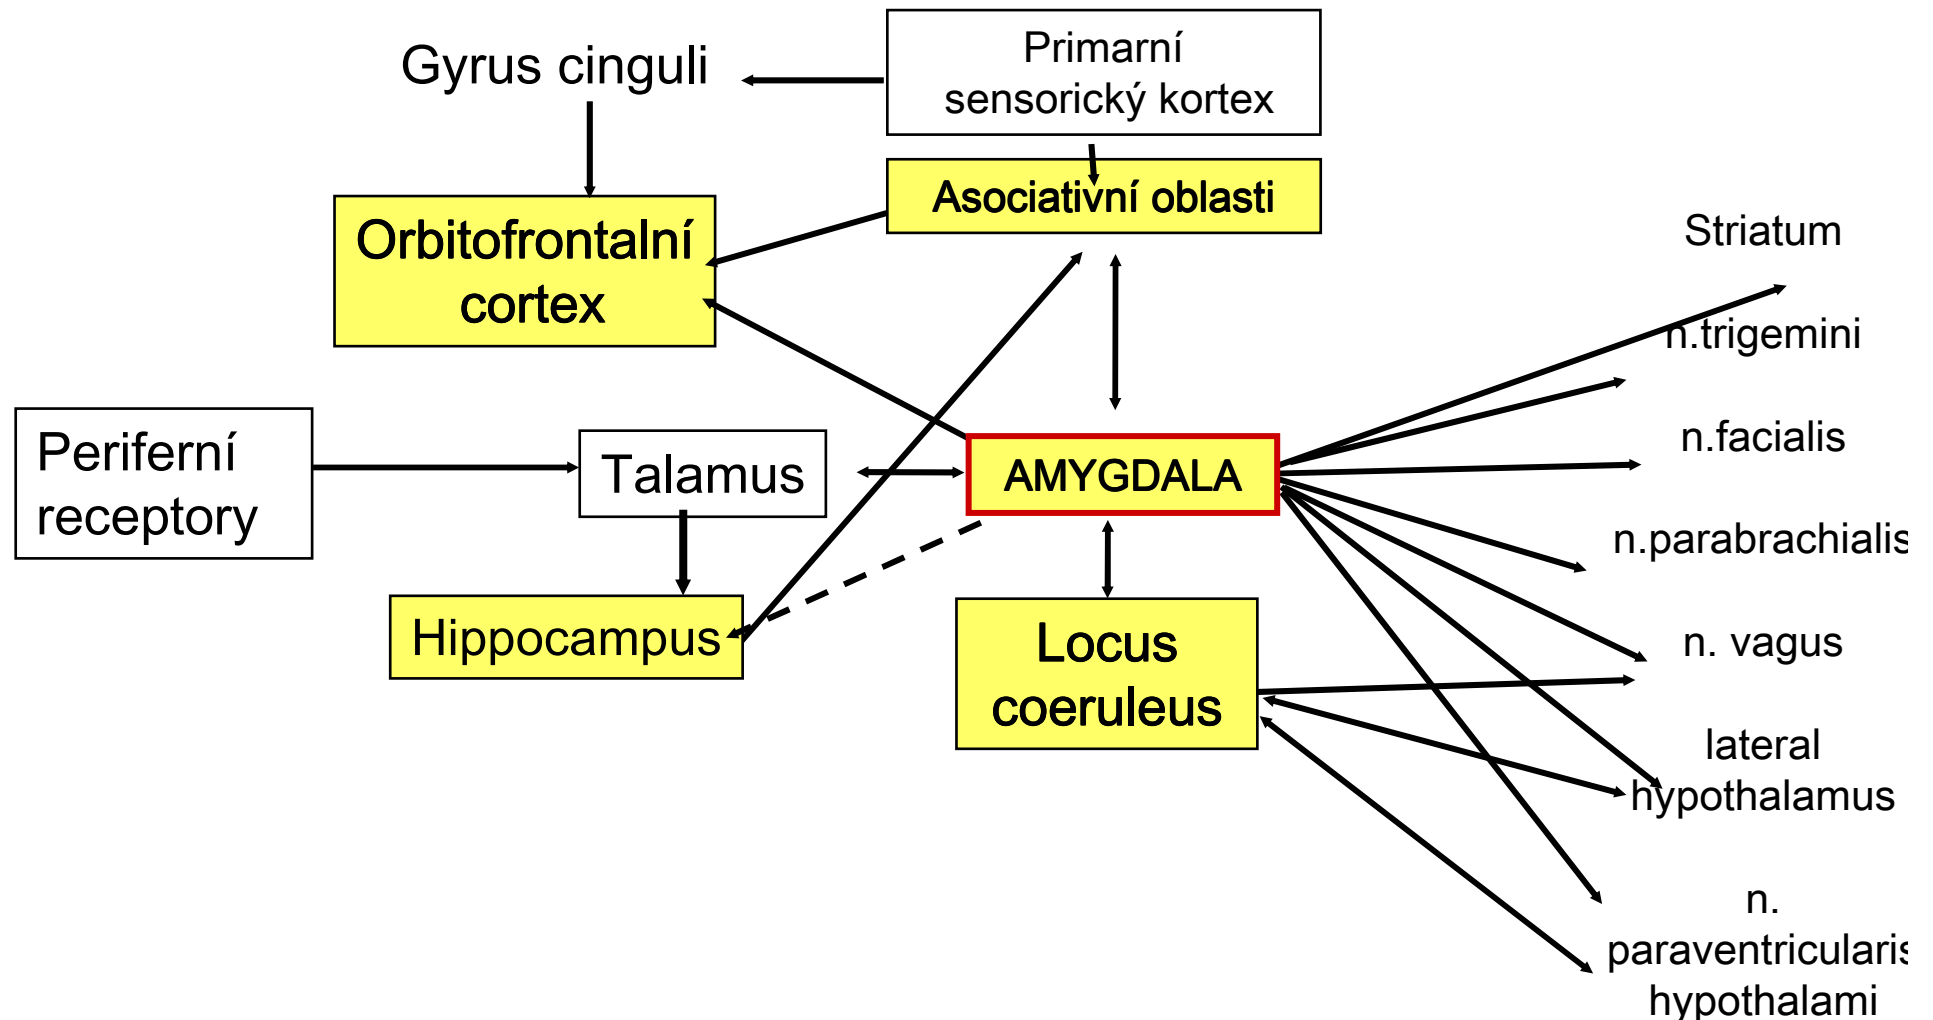 Gyrus cinguli
Primarní
sensorický kortex
Asociativní oblasti
Orbitofrontalní
cortex
Striatum
n.trigemini
Periferní
receptory
Talamus
AMYGDALA
n.facialis
n.parabrachialis
Hippocampus
Locus
coeruleus
n. vagus
lateral
hypothalamus
n.
paraventricularis
hypothalami